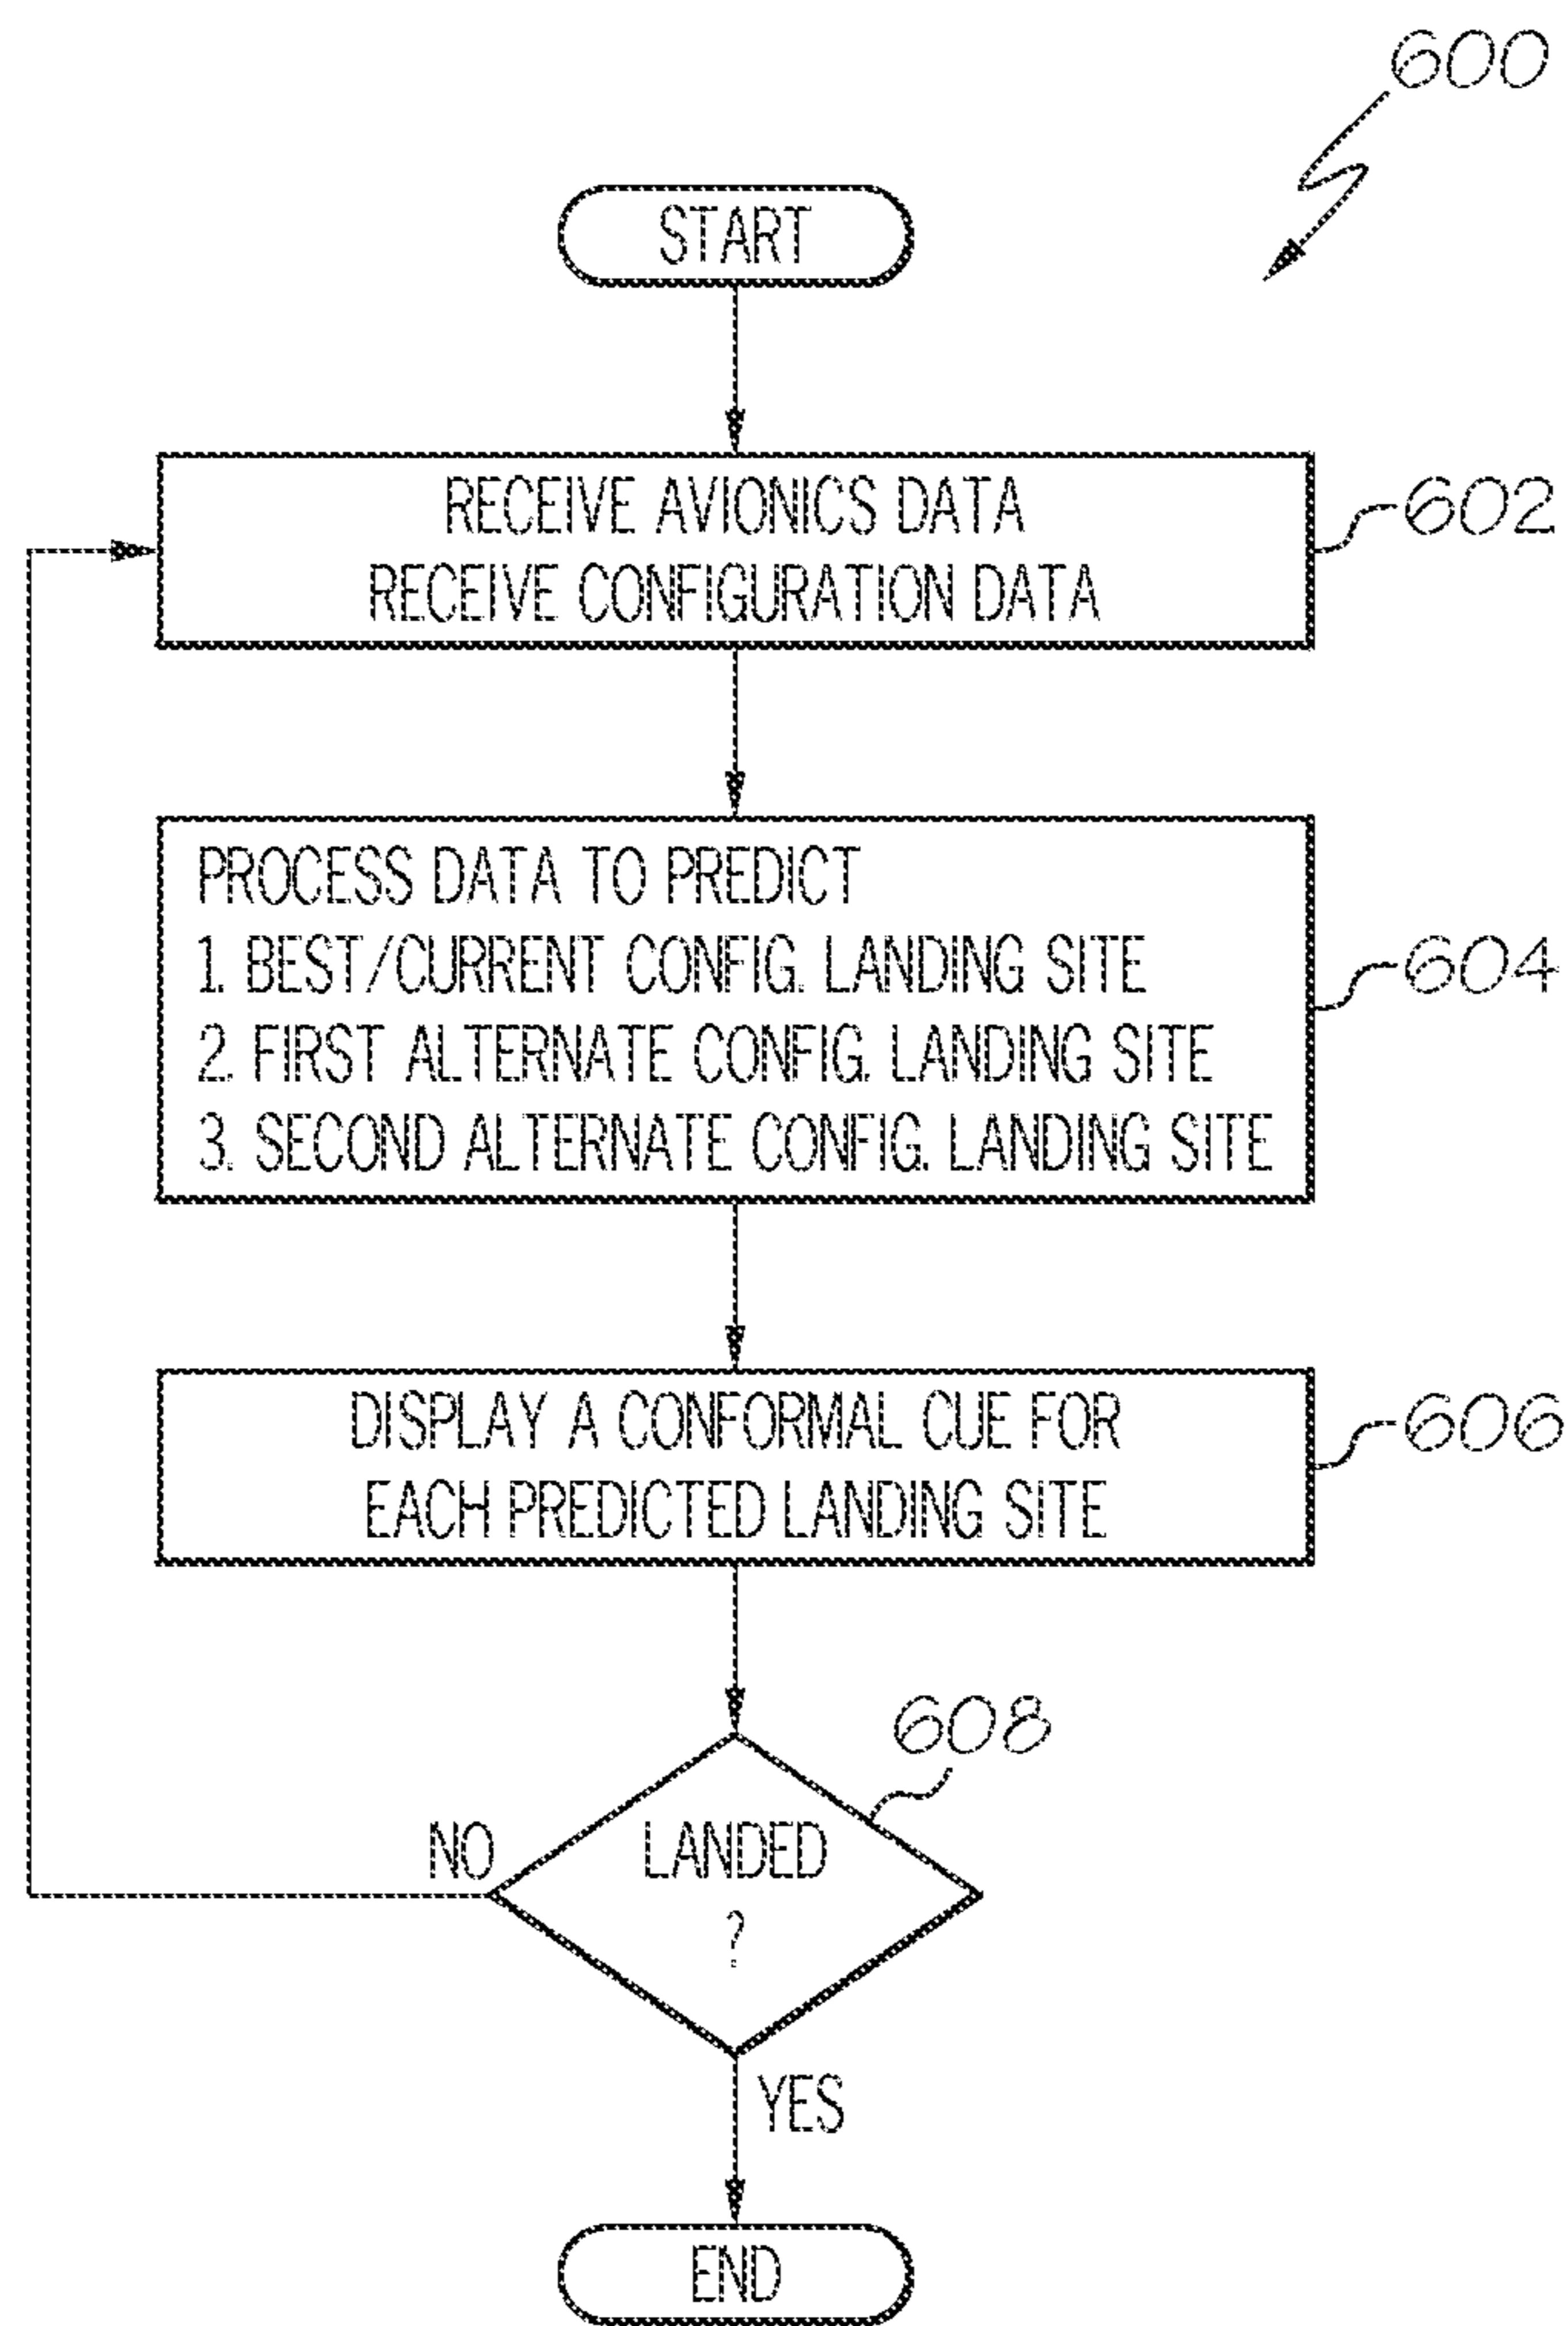 600
START
RECEIVE AVIONICS DATA
RECEIVE CONFIGURATION DATA
602
PROCESS DATA TO PREDICT
1. BEST/CURRENT CONFIG. LANDING SITE
2. FIRST ALTERNATE CONFIG. LANDING SITE
3. SECOND ALTERNATE CONFIG. LANDING SITE
604
DISPLAY A CONFORMAL CUE FOR
EACH PREDICTED LANDING SITE
606
608
NO
LANDED
?
YES
END